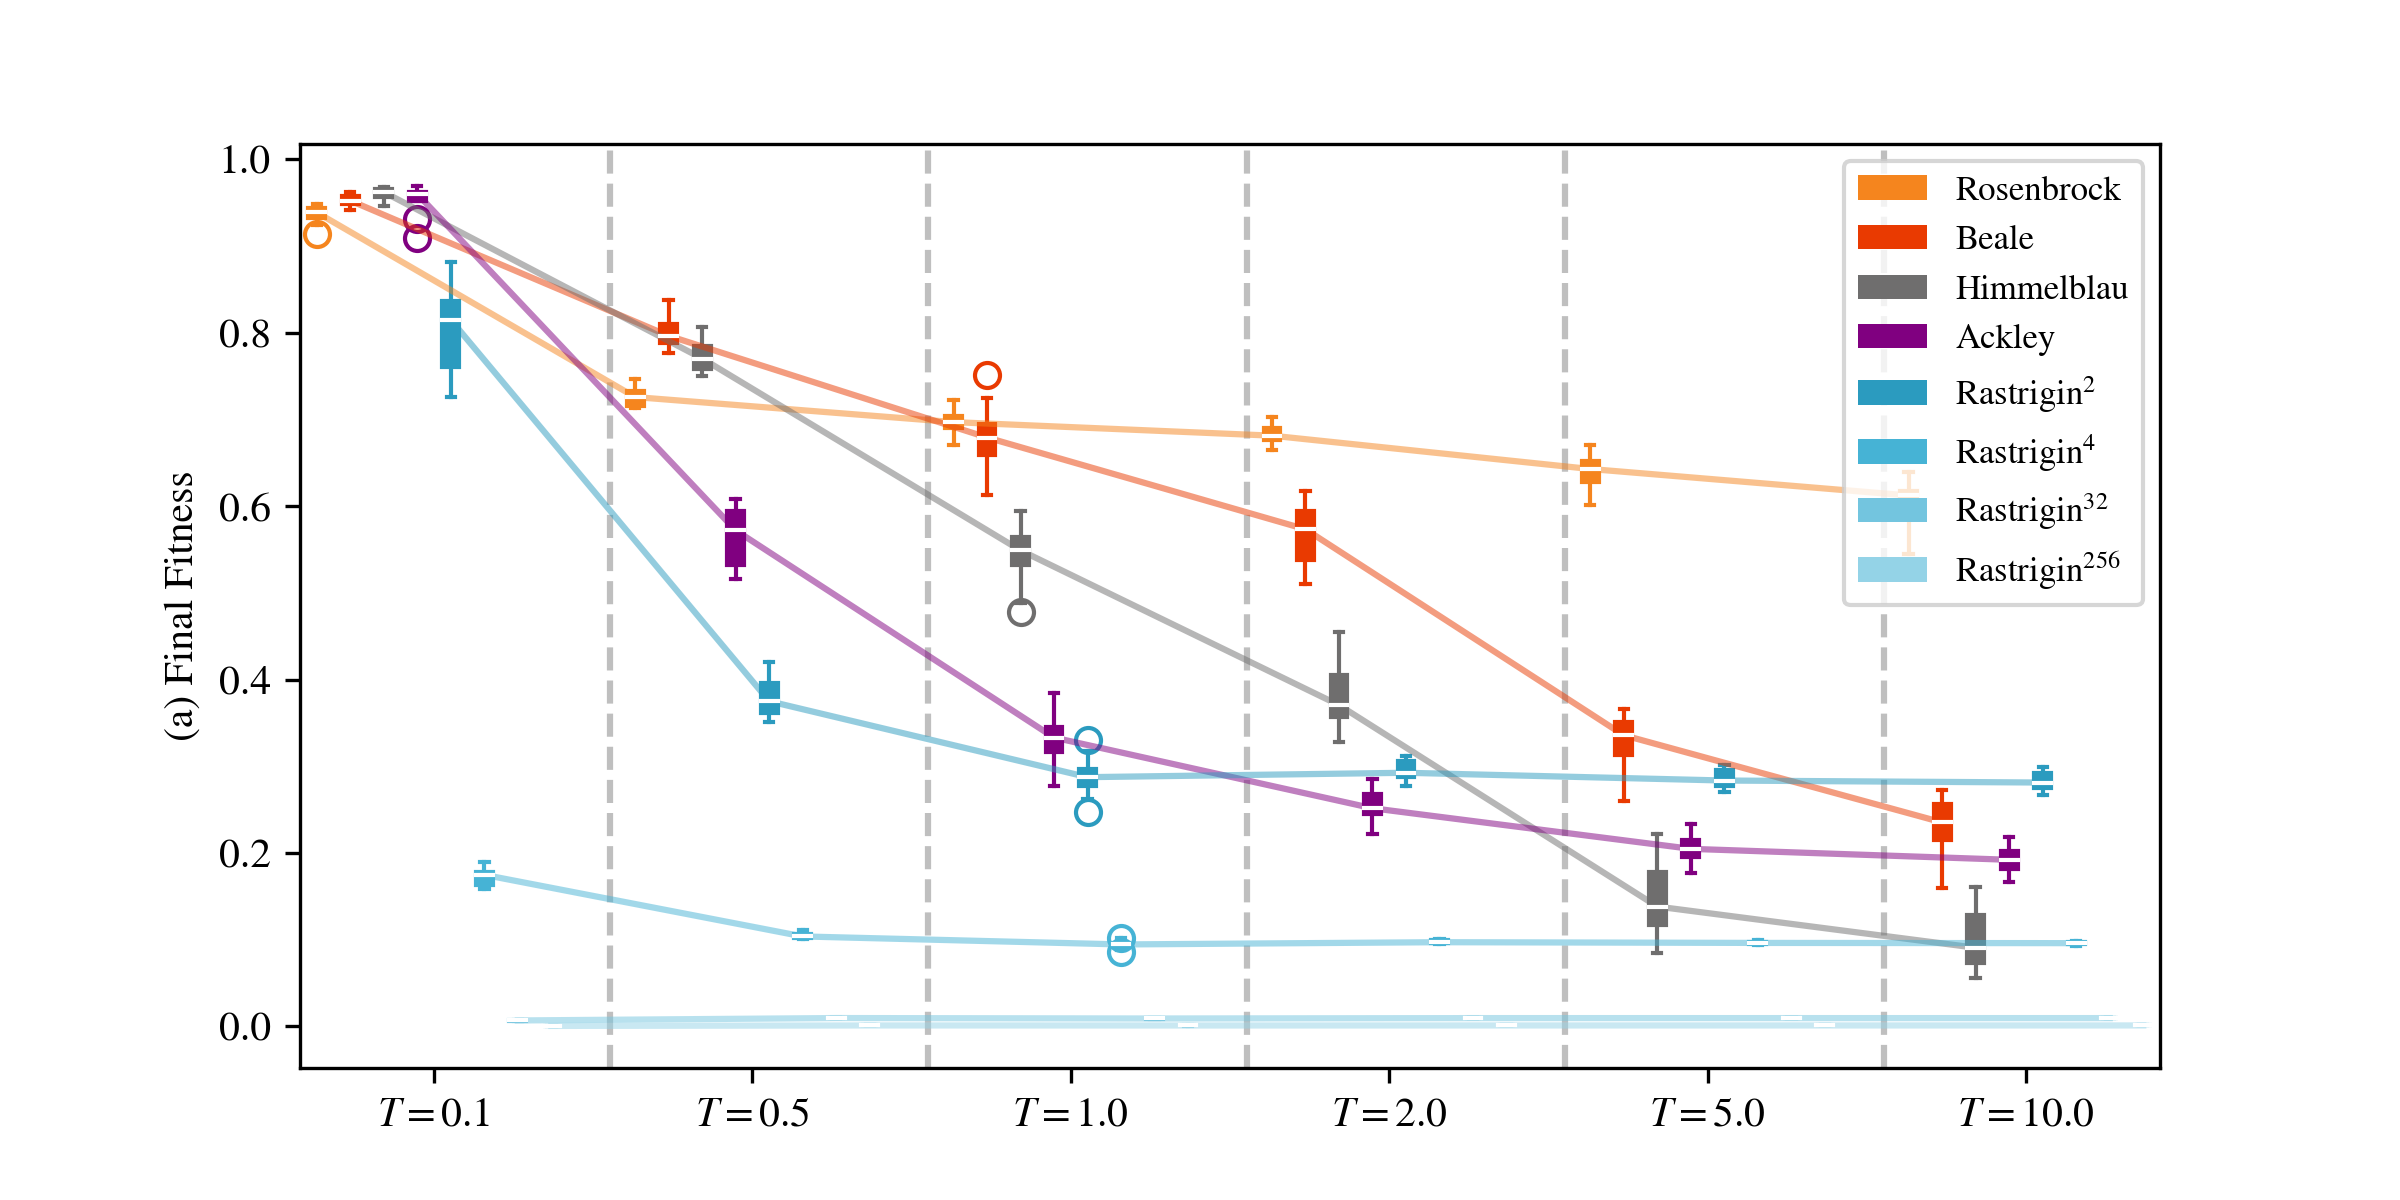 (a) Final Fitness
1.0
0.8
0.6
0.4
0.2
0.0
T=0.1
T=0.5
T=1.0
T=2.0
T=5.0
T=10.0
Rosenbrock
Beale
Himmelblau
Ackley
Rastrigin²
Rastrigin⁴
Rastrigin³²
Rastrigin²⁵⁶